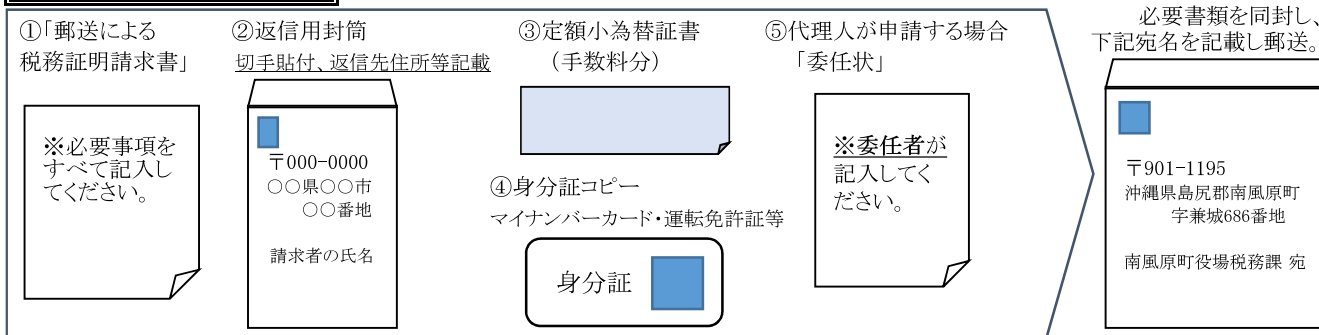 ①「郵送による
税務証明請求書」
※必要事項を
すべて記入し
てください。
②返信用封筒
切手貼付、返信先住所等記載
〒000-0000
○○県○○市
○○番地
請求者の氏名
③定額小為替証書
（手数料分）
④身分証コピー
マイナンバーカード・運転免許証等
身分証
⑤代理人が申請する場合
「委任状」
※委任者が
記入してく
ださい。
必要書類を同封し、
下記宛名を記載し郵送。
〒901-1195
沖縄県島尻郡南風原町
字兼城686番地
南風原町役場税務課 宛